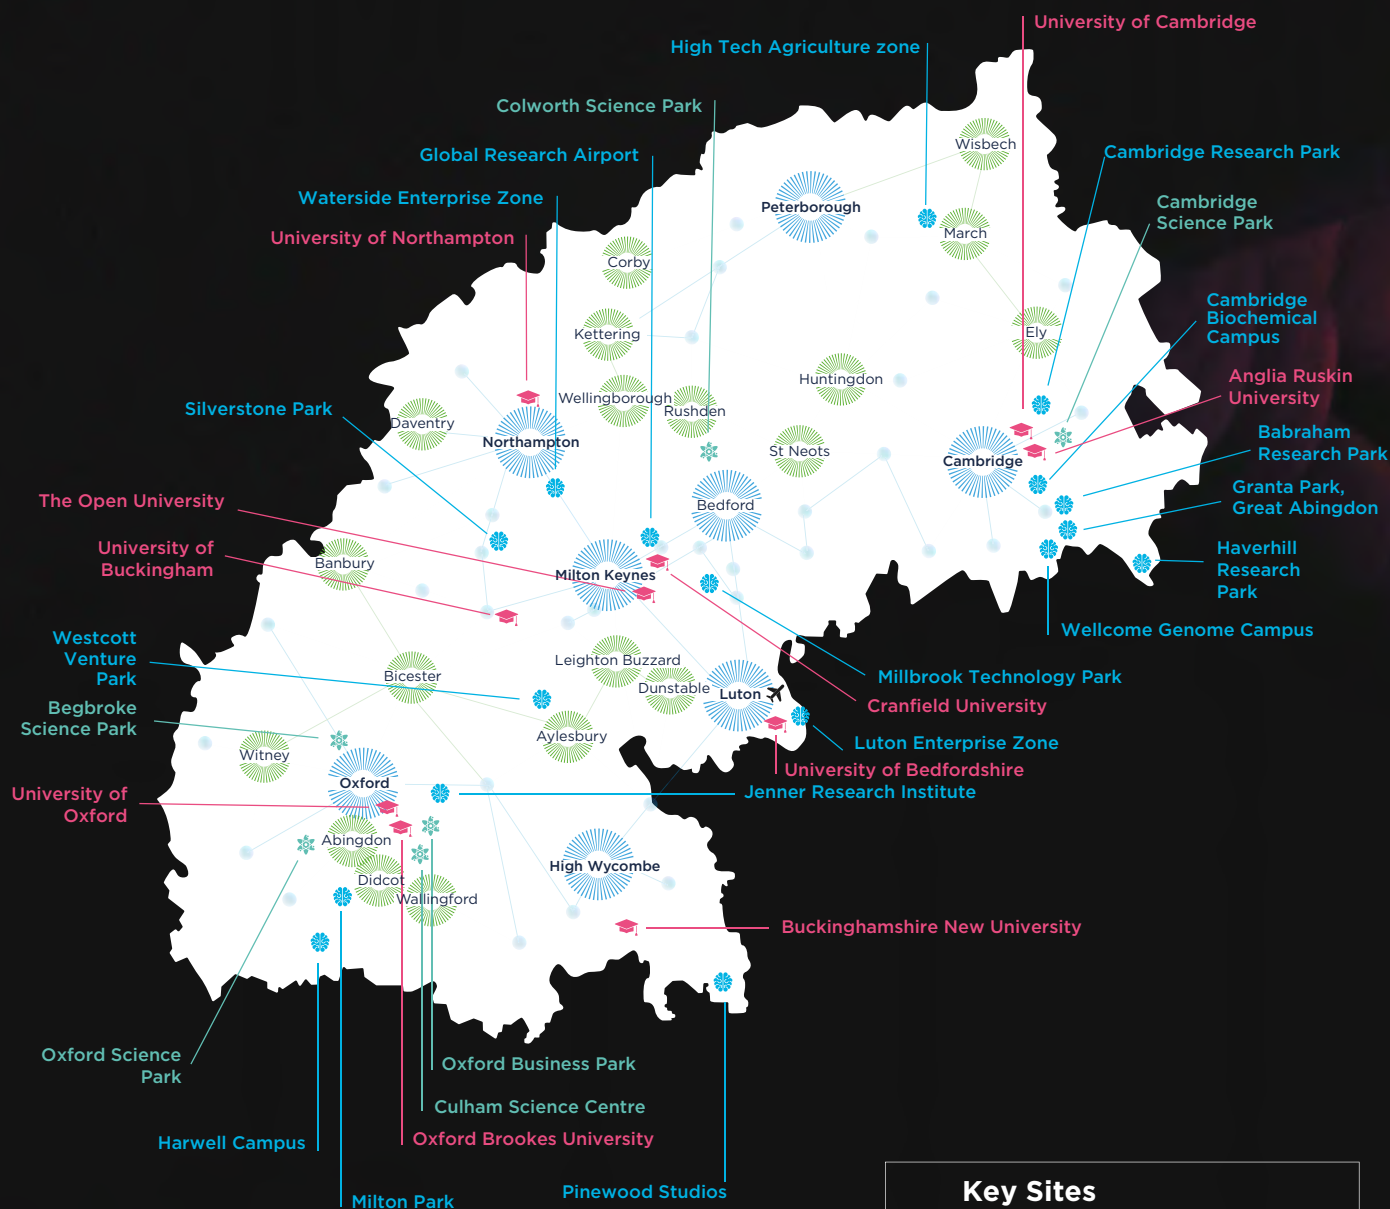 University of Cambridge
High Tech Agriculture zone
Colworth Science Park
Global Research Airport
Waterside Enterprise Zone
University of Northampton
Wisbech
Cambridge Research Park
Peterborough
Cambridge
Science Park
March
Corby
Cambridge
Biochemical
Campus
Kettering
Ely
Huntingdon
Anglia Ruskin
University
Wellingborough
Rushden
Silverstone Park
Daventry
Northampton
St Neots
Cambridge
Babraham
Research Park
The Open University
Bedford
Granta Park,
Great Abingdon
University of
Buckingham
Banbury
Milton Keynes
Haverhill
Research
Park
Wellcome Genome Campus
Westcott
Venture
Park
Bicester
Leighton Buzzard
Dunstable
Luton
Millbrook Technology Park
Cranfield University
Begbroke
Science Park
Witney
Aylesbury
Luton Enterprise Zone
University of Bedfordshire
Oxford
Jenner Research Institute
University of
Oxford
Abingdon
Didcot
Wallingford
High Wycombe
Buckinghamshire New University
Oxford Science
Park
Oxford Business Park
Culham Science Centre
Harwell Campus
Oxford Brookes University
Milton Park
Pinewood Studios
Key Sites